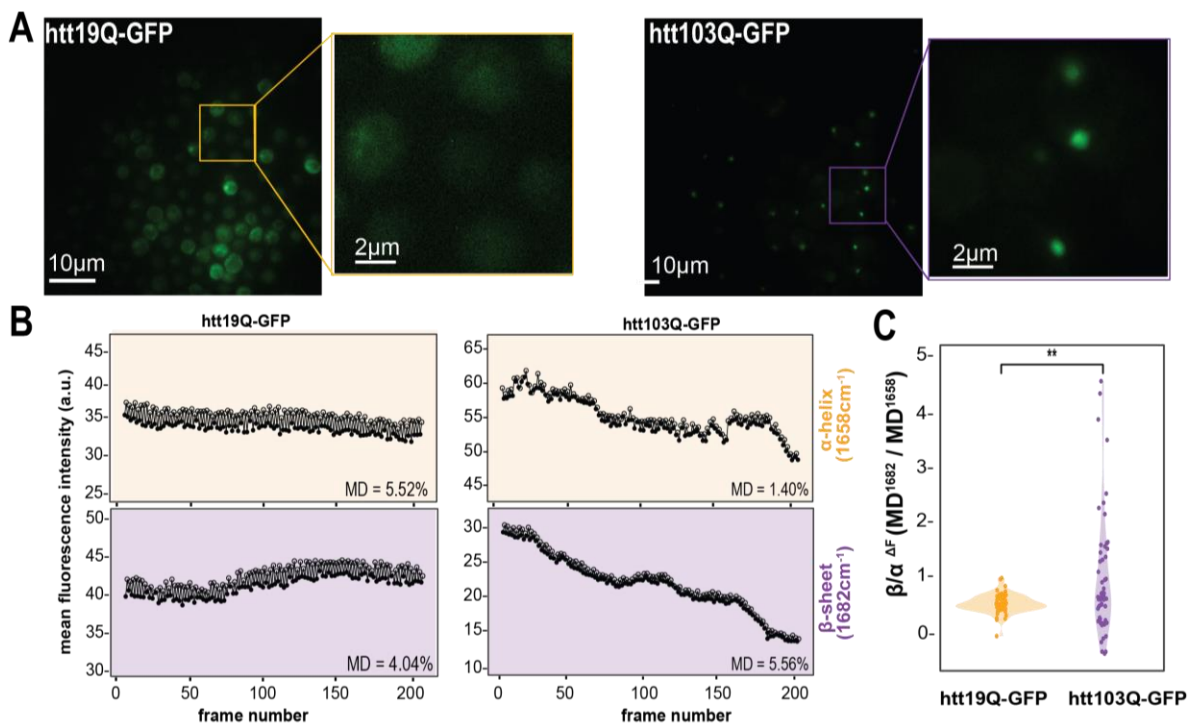 A
htt19Q-GFP
10µm
2µm
htt103Q-GFP
10µm
2µm
B
htt19Q-GFP
htt103Q-GFP
mean fluorescence intensity (a.u.)
45-
40-
35-
30-
25-
MD = 5.52%
65-
60-
55-
50-
45-
MD = 1.40%
α-helix
(1658cm⁻¹)
50-
45-
40-
35-
30-
MD = 4.04%
0
50
100
150
200
frame number
30-
25-
20-
15-
10-
MD = 5.56%
0
50
100
150
200
frame number
β-sheet
(1682cm⁻¹)
C
β/α ΔF (MD¹⁶⁸² / MD¹⁶⁵⁸)
5-
4-
3-
2-
1-
0-
**
htt19Q-GFP
htt103Q-GFP